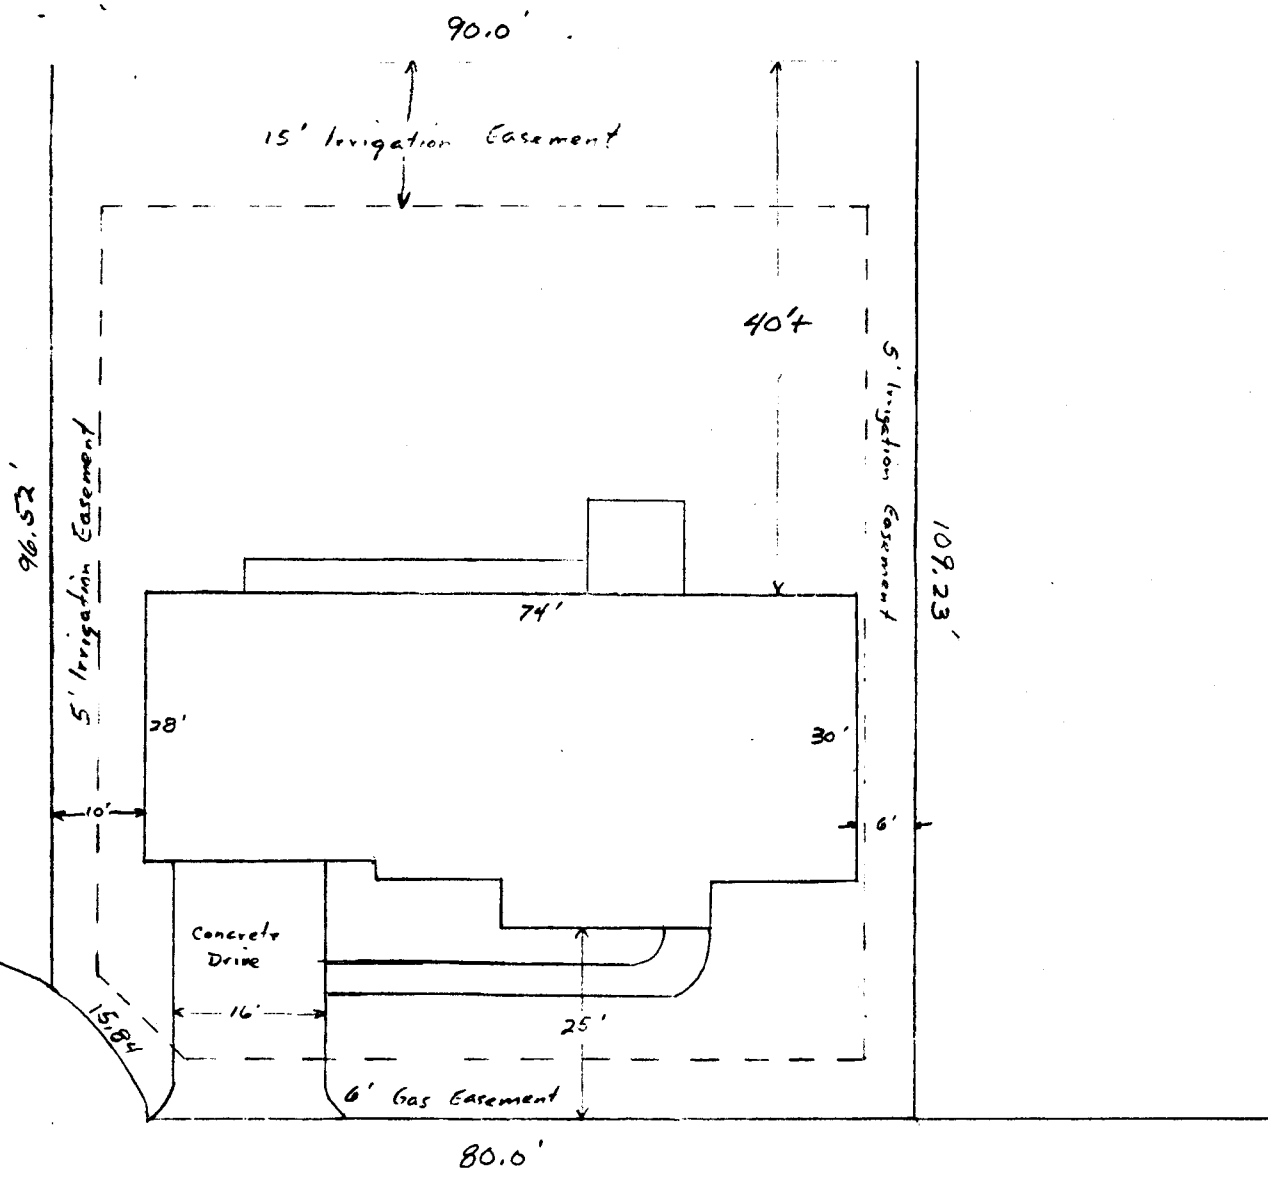 90.0'
15' Irrigation Easement
40'±
5' Irrigation Easement
96.52'
5' Irrigation Easement
109.23'
74'
28'
30'
10'
6'
Concrete
Drive
16'
15.84
25'
6' Gas Easement
80.0'